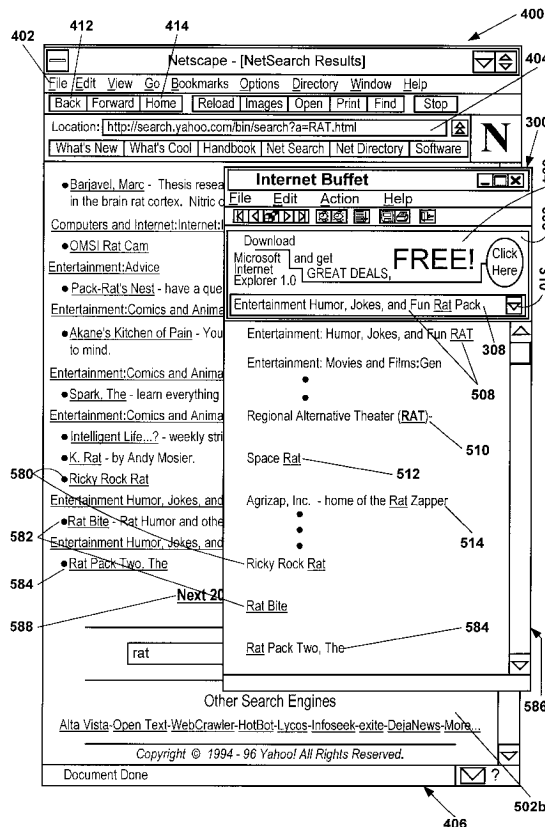 400
412
414
402
Netscape - [NetSearch Results]
File Edit View Go Bookmarks Options Directory Window Help
404
Back Forward Home Reload Images Open Print Find Stop
Location: http://search.yahoo.com/bin/search?a=RAT.html
N
300
What's New What's Cool Handbook Net Search Net Directory Software
Internet Buffet
• Barjavel, Marc - Thesis resea
in the brain rat cortex. Nitric o
File Edit Action Help
Computers and Internet:Internet:I
• OMSI Rat Cam
Download
Microsoft and get
Internet
Explorer 1.0 GREAT DEALS,
FREE!
Click
Here
Entertainment:Advice
• Pack-Rat's Nest - have a que
310
Entertainment:Comics and Anima
Entertainment Humor, Jokes, and Fun Rat Pack
308
• Akane's Kitchen of Pain - You
to mind.
Entertainment: Humor, Jokes, and Fun RAT
Entertainment:Comics and Anima
Entertainment: Movies and Films:Gen
• Spark, The - learn everything
508
Entertainment:Comics and Anima
Regional Alternative Theater (RAT)-
510
• Intelligent Life...? - weekly stri
580
• K. Rat - by Andy Mosier.
Space Rat
512
• Ricky Rock Rat
Entertainment Humor, Jokes, and
Agrizap, Inc. - home of the Rat Zapper
514
582
• Rat Bite - Rat Humor and othe
Entertainment Humor, Jokes, and
Ricky Rock Rat
• Rat Pack Two, The
584
588
Next 20
Rat Bite
584
Rat Pack Two, The
rat
586
Other Search Engines
Alta Vista-Open Text-WebCrawler-HotBot-Lycos-Infoseek-exite-DejaNews-More...
Copyright © 1994 - 96 Yahoo! All Rights Reserved.
Document Done
?
502b
406